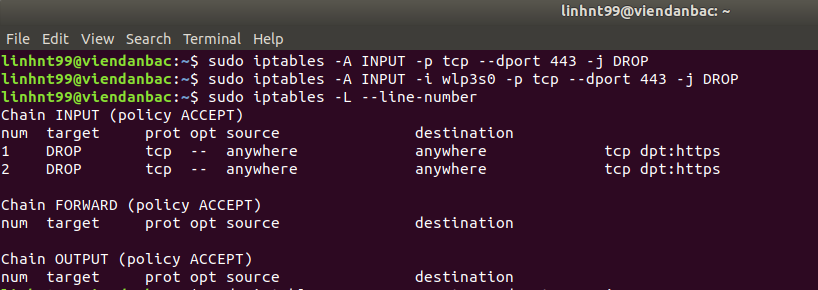 linhnt99@viendanbac: ~
File Edit View Search Terminal Help
linhnt99@viendanbac:~$ sudo iptables -A INPUT -p tcp --dport 443 -j DROP
linhnt99@viendanbac:~$ sudo iptables -A INPUT -i wlp3s0 -p tcp --dport 443 -j DROP
linhnt99@viendanbac:~$ sudo iptables -L --line-number
Chain INPUT (policy ACCEPT)
num target prot opt source destination
1 DROP tcp -- anywhere anywhere tcp dpt:https
2 DROP tcp -- anywhere anywhere tcp dpt:https
Chain FORWARD (policy ACCEPT)
num target prot opt source destination
Chain OUTPUT (policy ACCEPT)
num target prot opt source destination